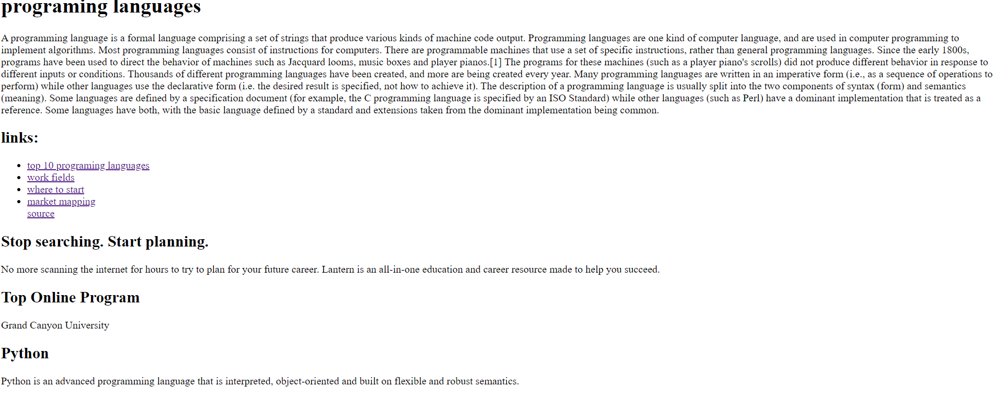 programing languages
A programming language is a formal language comprising a set of strings that produce various kinds of machine code output. Programming languages are one kind of computer language, and are used in computer programming to
implement algorithms. Most programming languages consist of instructions for computers. There are programmable machines that use a set of specific instructions, rather than general programming languages. Since the early 1800s,
programs have been used to direct the behavior of machines such as Jacquard looms, music boxes and player pianos.[1] The programs for these machines (such as a player piano's scrolls) did not produce different behavior in response to
different inputs or conditions. Thousands of different programming languages have been created, and more are being created every year. Many programming languages are written in an imperative form (i.e., as a sequence of operations to
perform) while other languages use the declarative form (i.e. the desired result is specified, not how to achieve it). The description of a programming language is usually split into the two components of syntax (form) and semantics
(meaning). Some languages are defined by a specification document (for example, the C programming language is specified by an ISO Standard) while other languages (such as Perl) have a dominant implementation that is treated as a
reference. Some languages have both, with the basic language defined by a standard and extensions taken from the dominant implementation being common.
links:
• top 10 programing languages
• work fields
• where to start
• market mapping
source
Stop searching. Start planning.
No more scanning the internet for hours to try to plan for your future career. Lantern is an all-in-one education and career resource made to help you succeed.
Top Online Program
Grand Canyon University
Python
Python is an advanced programming language that is interpreted, object-oriented and built on flexible and robust semantics.